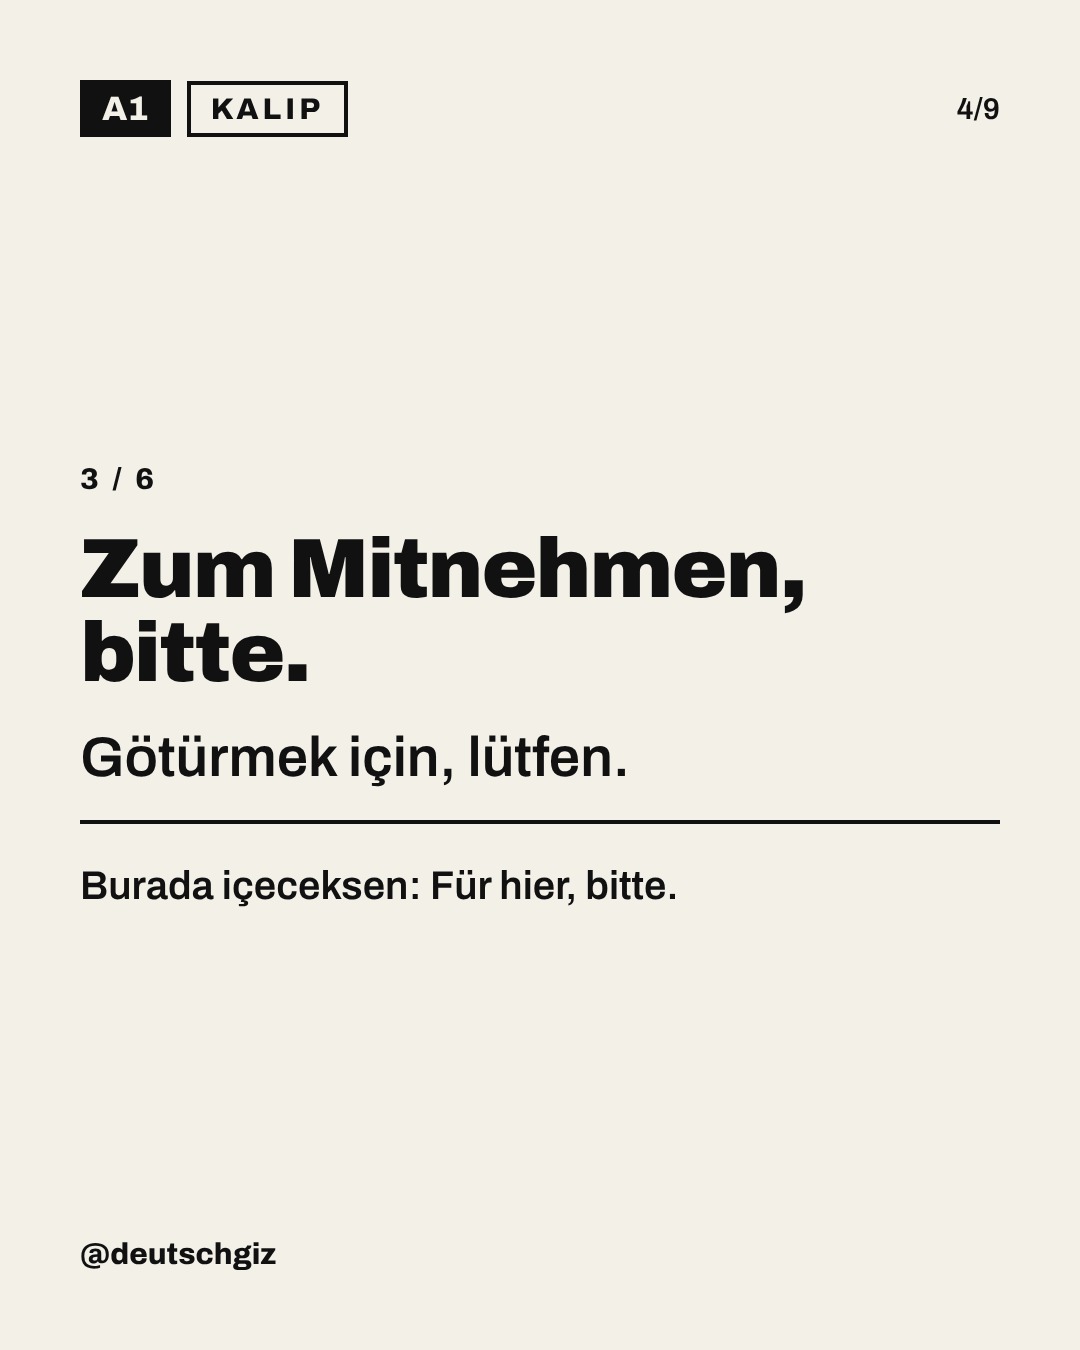 A1 KALIP 4/9
3 / 6
Zum Mitnehmen,
bitte.
Götürmek için, lütfen.
Burada içeceksen: Für hier, bitte.
@deutschgiz